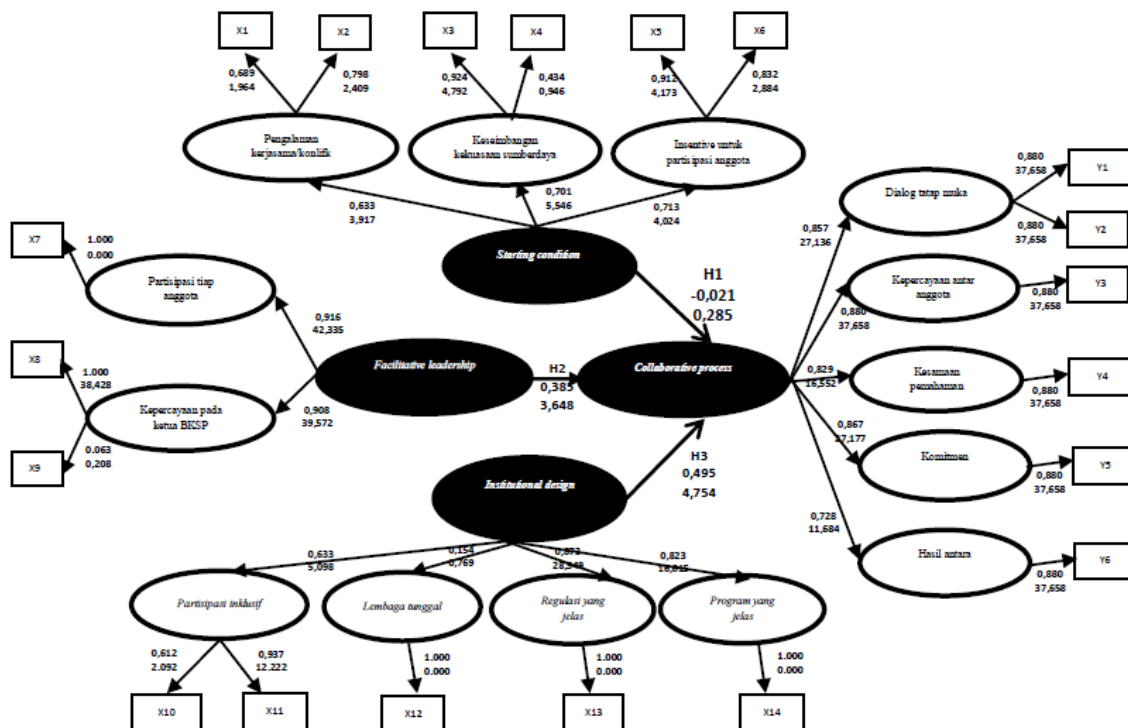 X1
X2
X3
X4
X5
X6
0,689
1,964
0,798
2,409
0,924
4,792
0,434
0,946
0,912
4,173
0,832
2,884
Pengalaman
kerjasama/konlifik
Keseimbangan
kekuasaan sumberdaya
Insentive untuk
partisipasi anggota
0,633
3,917
0,701
5,546
0,713
4,024
Starting condition
X7
1.000
0.000
Partisipasi tiap
anggota
0,916
42,335
X8
1.000
38,428
Kepercayaan pada
ketua BKSP
0,908
39,572
X9
0.063
0,208
Facilitative leadership
H1
-0,021
0,285
H2
0,385
3,648
Collaborative process
H3
0,495
4,754
Institutional design
0,857
27,136
Dialog tatap muka
0,880
37,658
Y1
0,880
37,658
Y2
0,880
37,658
Kepercayaan antar
anggota
0,880
37,658
Y3
0,829
16,552
Kesamaan
pemahaman
0,880
37,658
Y4
0,867
27,177
Komitmen
0,880
37,658
Y5
0,728
11,684
Hasil antara
0,880
37,658
Y6
0,633
5,098
0,154
0,769
0,823
Partisipasi inklusif
Lembaga tunggal
Regulasi yang
jelas
Program yang
jelas
0,612
2.092
0,937
12.222
1.000
0.000
1.000
0.000
1.000
0.000
X10
X11
X12
X13
X14